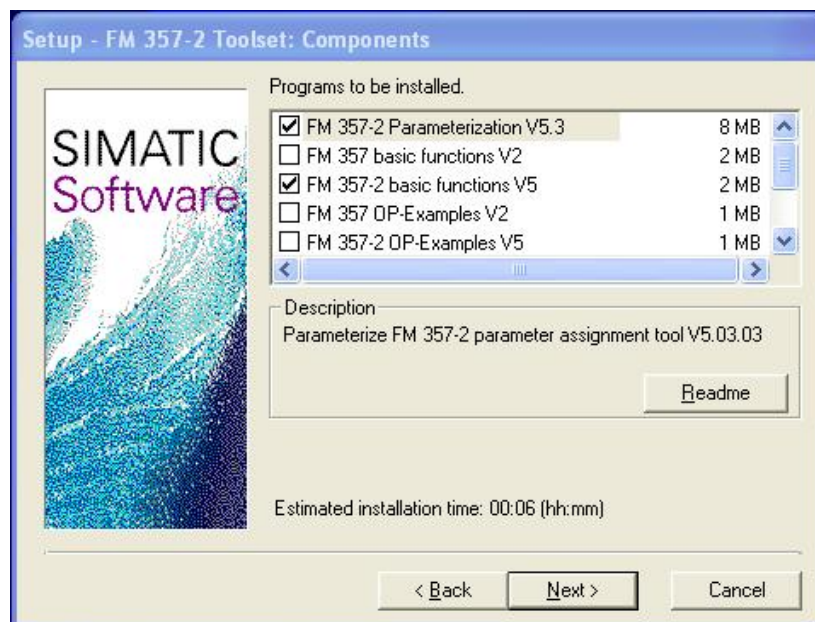 Setup - FM 357-2 Toolset: Components
SIMATIC
Software
Programs to be installed.
FM 357-2 Parameterization V5.3 8 MB
FM 357 basic functions V2 2 MB
FM 357-2 basic functions V5 2 MB
FM 357 OP-Examples V2 1 MB
FM 357-2 OP-Examples V5 1 MB
Description
Parameterize FM 357-2 parameter assignment tool V5.03.03
Readme
Estimated installation time: 00:06 (hh:mm)
< Back Next > Cancel